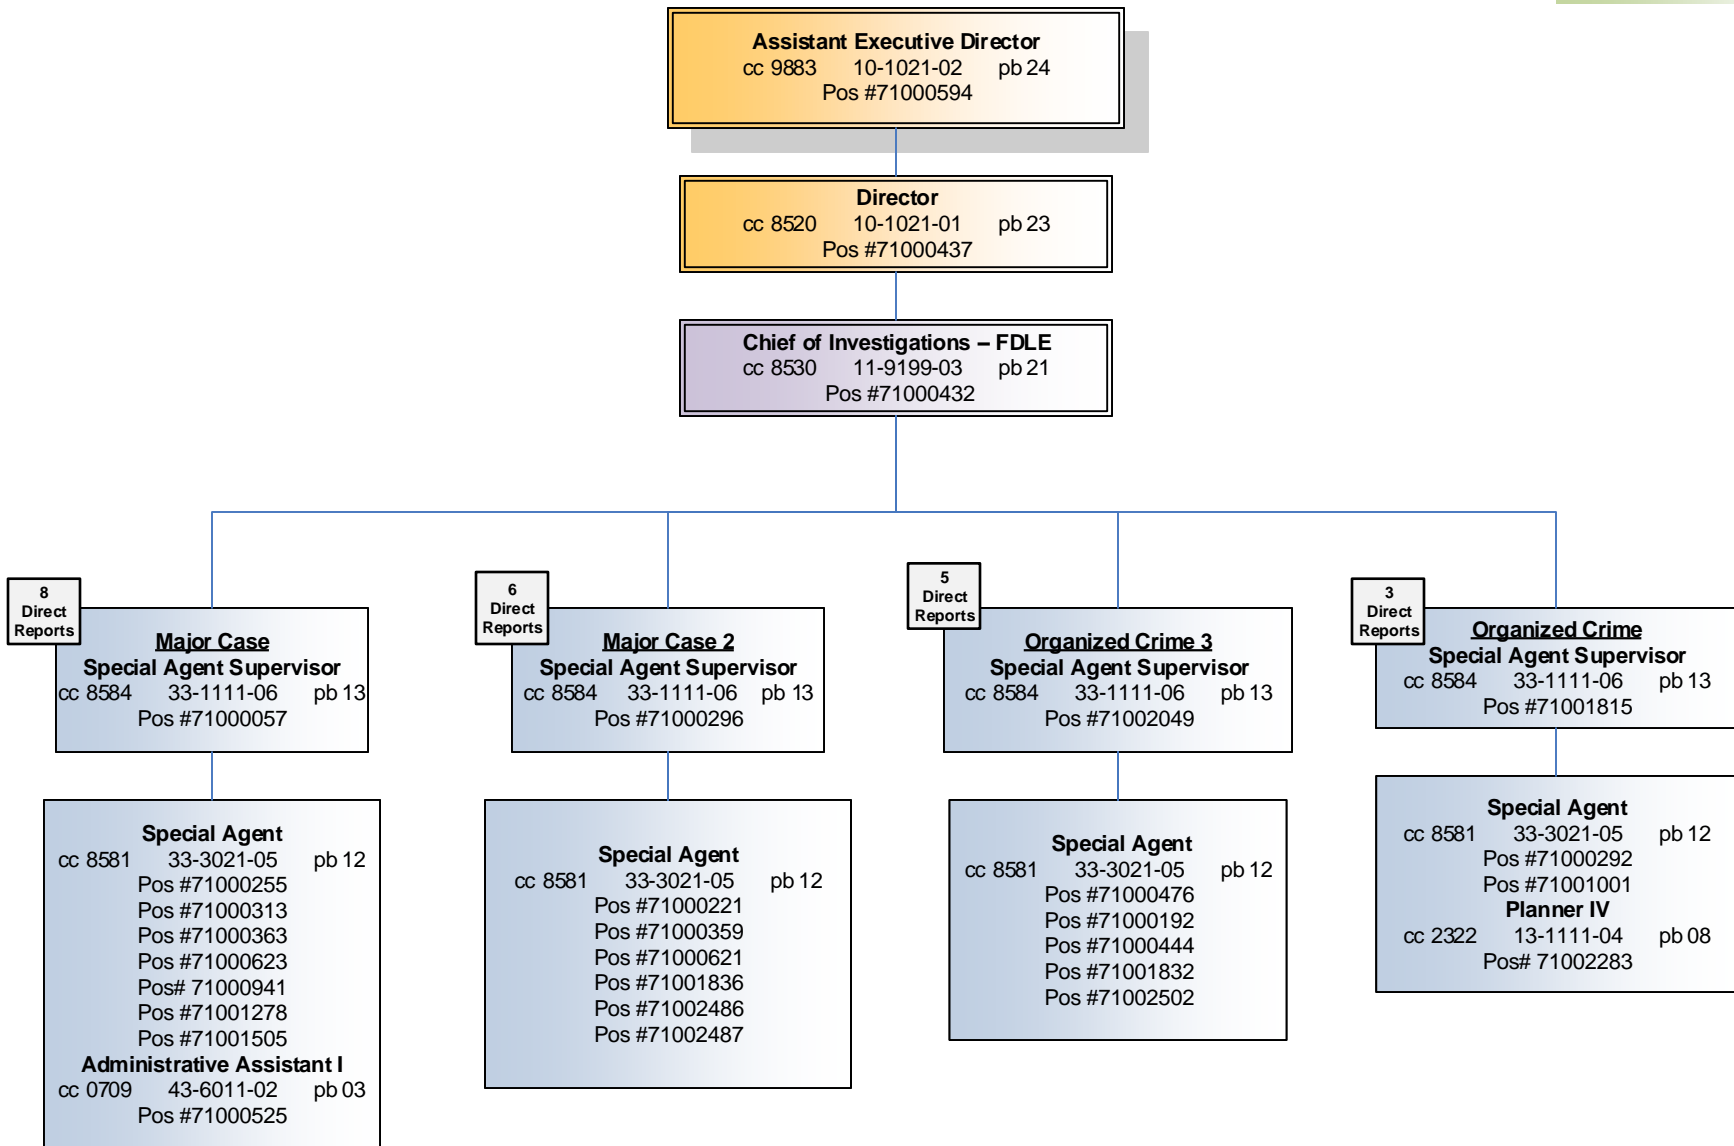 Assistant Executive Director
cc 9883 10-1021-02 pb 24
Pos #71000594
Director
cc 8520 10-1021-01 pb 23
Pos #71000437
Chief of Investigations – FDLE
cc 8530 11-9199-03 pb 21
Pos #71000432
8
Direct
Reports
Major Case
Special Agent Supervisor
cc 8584 33-1111-06 pb 13
Pos #71000057
Special Agent
cc 8581 33-3021-05 pb 12
Pos #71000255
Pos #71000313
Pos #71000363
Pos #71000623
Pos# 71000941
Pos #71001278
Pos #71001505
Administrative Assistant I
cc 0709 43-6011-02 pb 03
Pos #71000525
6
Direct
Reports
Major Case 2
Special Agent Supervisor
cc 8584 33-1111-06 pb 13
Pos #71000296
Special Agent
cc 8581 33-3021-05 pb 12
Pos #71000221
Pos #71000359
Pos #71000621
Pos #71001836
Pos #71002486
Pos #71002487
5
Direct
Reports
Organized Crime 3
Special Agent Supervisor
cc 8584 33-1111-06 pb 13
Pos #71002049
Special Agent
cc 8581 33-3021-05 pb 12
Pos #71000476
Pos #71000192
Pos #71000444
Pos #71001832
Pos #71002502
3
Direct
Reports
Organized Crime
Special Agent Supervisor
cc 8584 33-1111-06 pb 13
Pos #71001815
Special Agent
cc 8581 33-3021-05 pb 12
Pos #71000292
Pos #71001001
Planner IV
cc 2322 13-1111-04 pb 08
Pos# 71002283